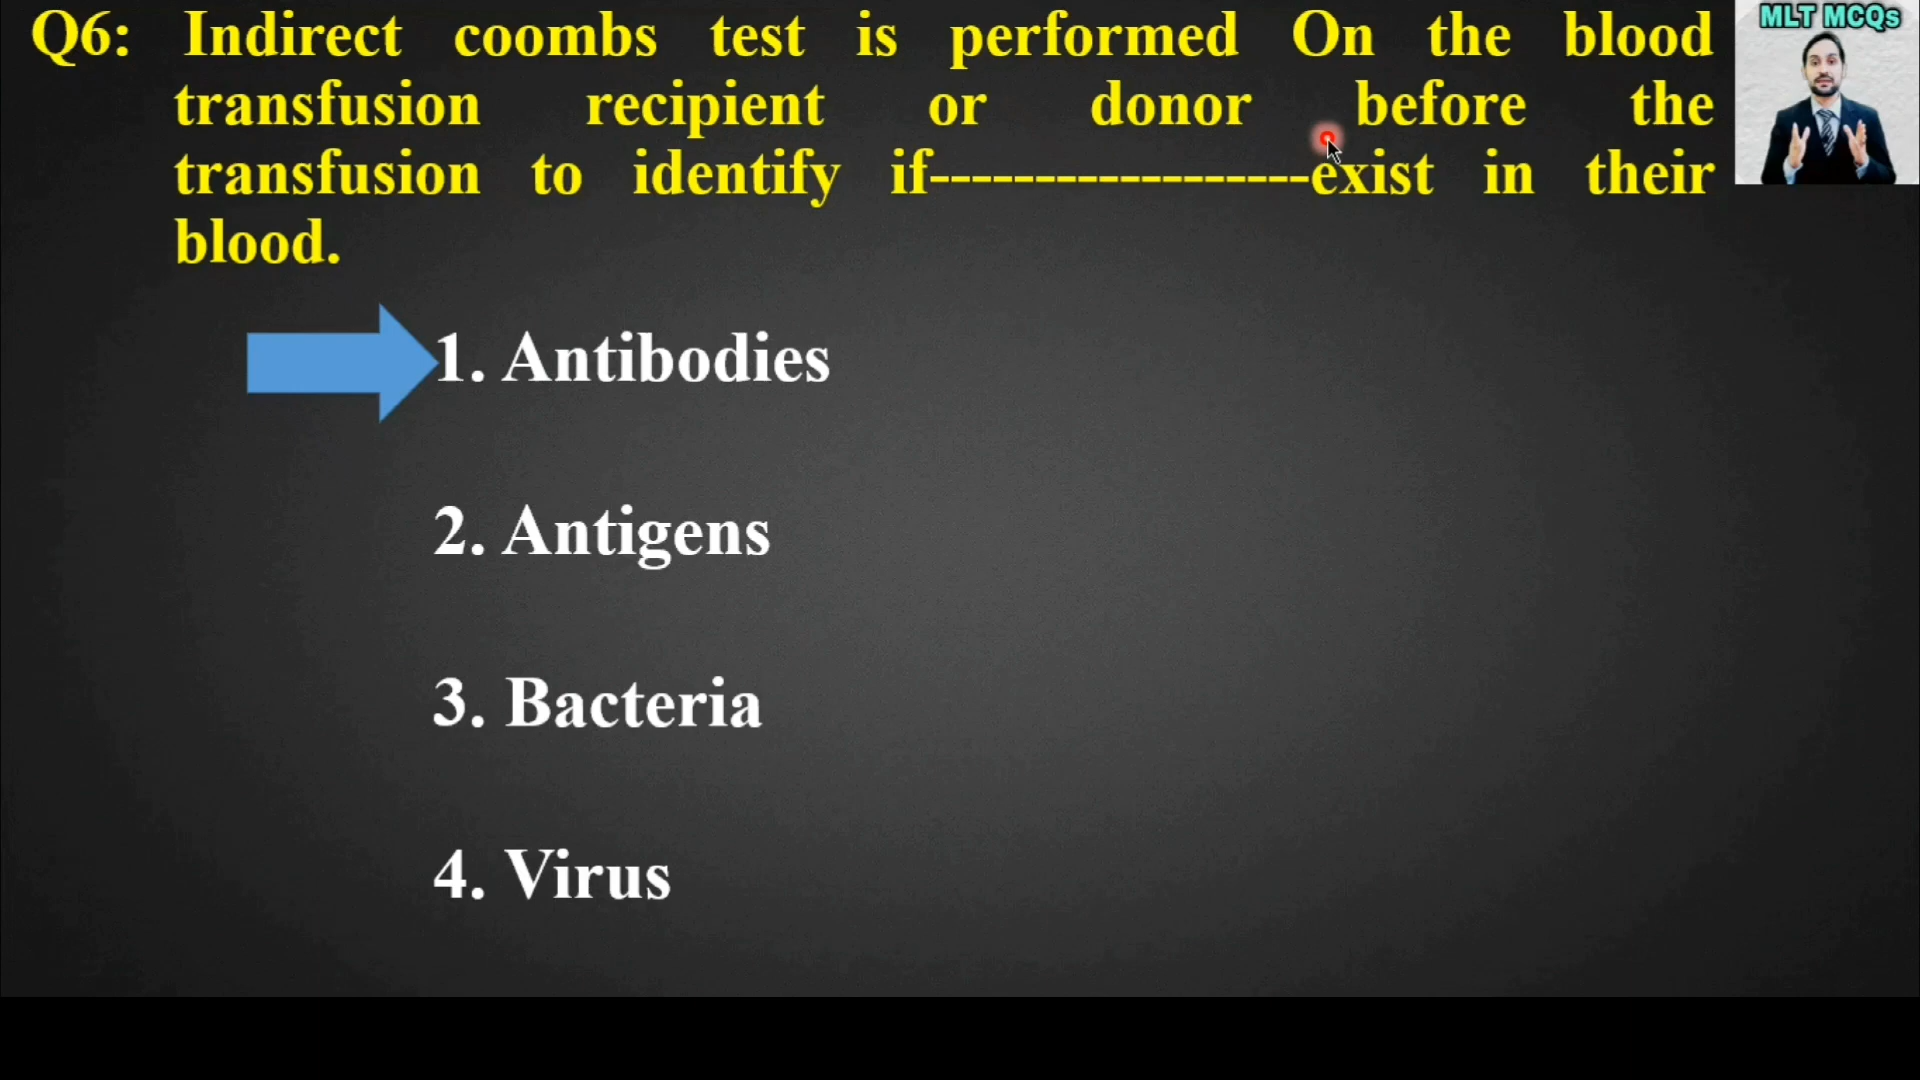 MLT MCQs
Q6: Indirect coombs test is performed On the blood
transfusion recipient or donor before the
transfusion to identify if------------------exist in their
blood.
1. Antibodies
2. Antigens
3. Bacteria
4. Virus